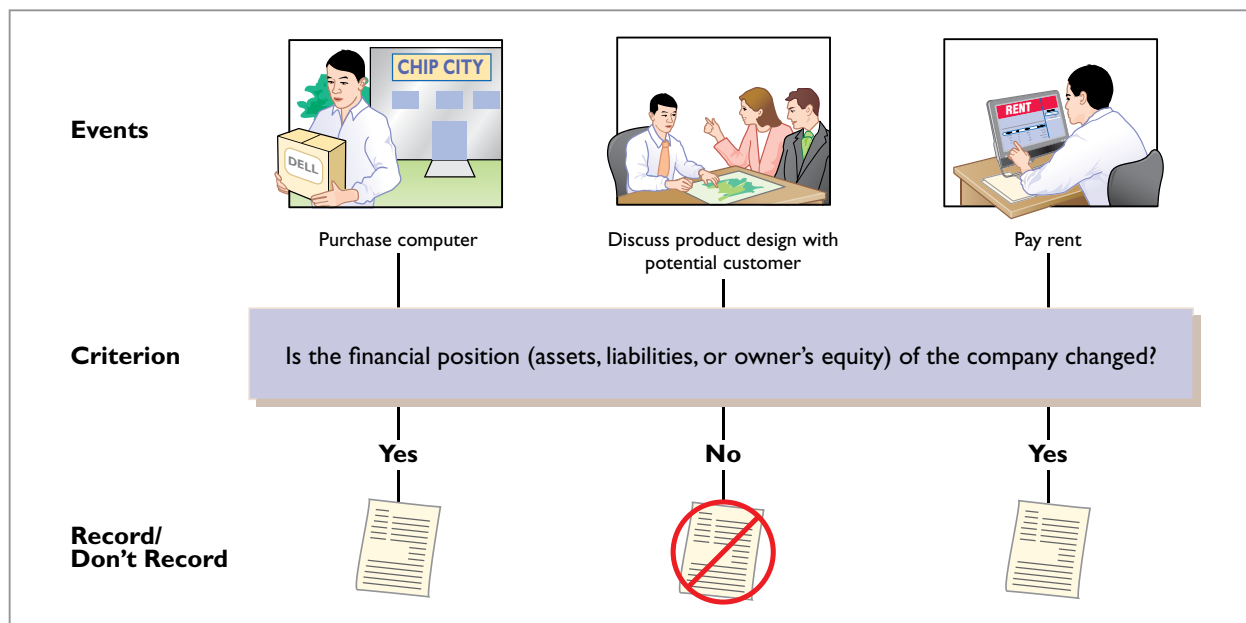 CHIP CITY
DELL
RENT
Events
Purchase computer
Discuss product design with
potential customer
Pay rent
Criterion
Is the financial position (assets, liabilities, or owner's equity) of the company changed?
Yes
No
Yes
Record/
Don't Record